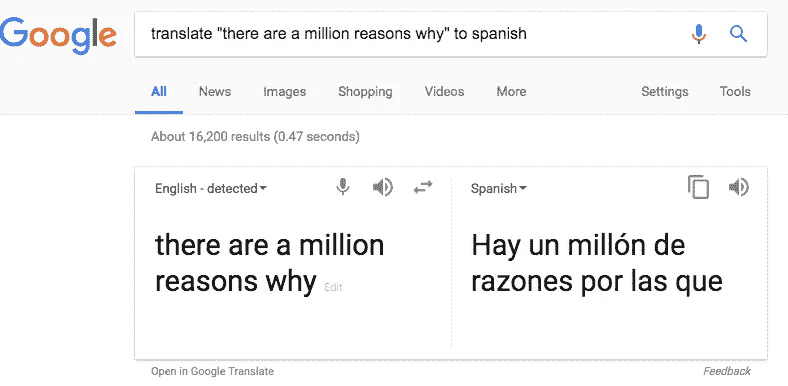 Google
translate "there are a million reasons why" to spanish
All News Images Shopping Videos More Settings Tools
About 16,200 results (0.47 seconds)
English - detected
there are a million
reasons why Edit
Spanish
Hay un millón de
razones por las que
Open in Google Translate Feedback